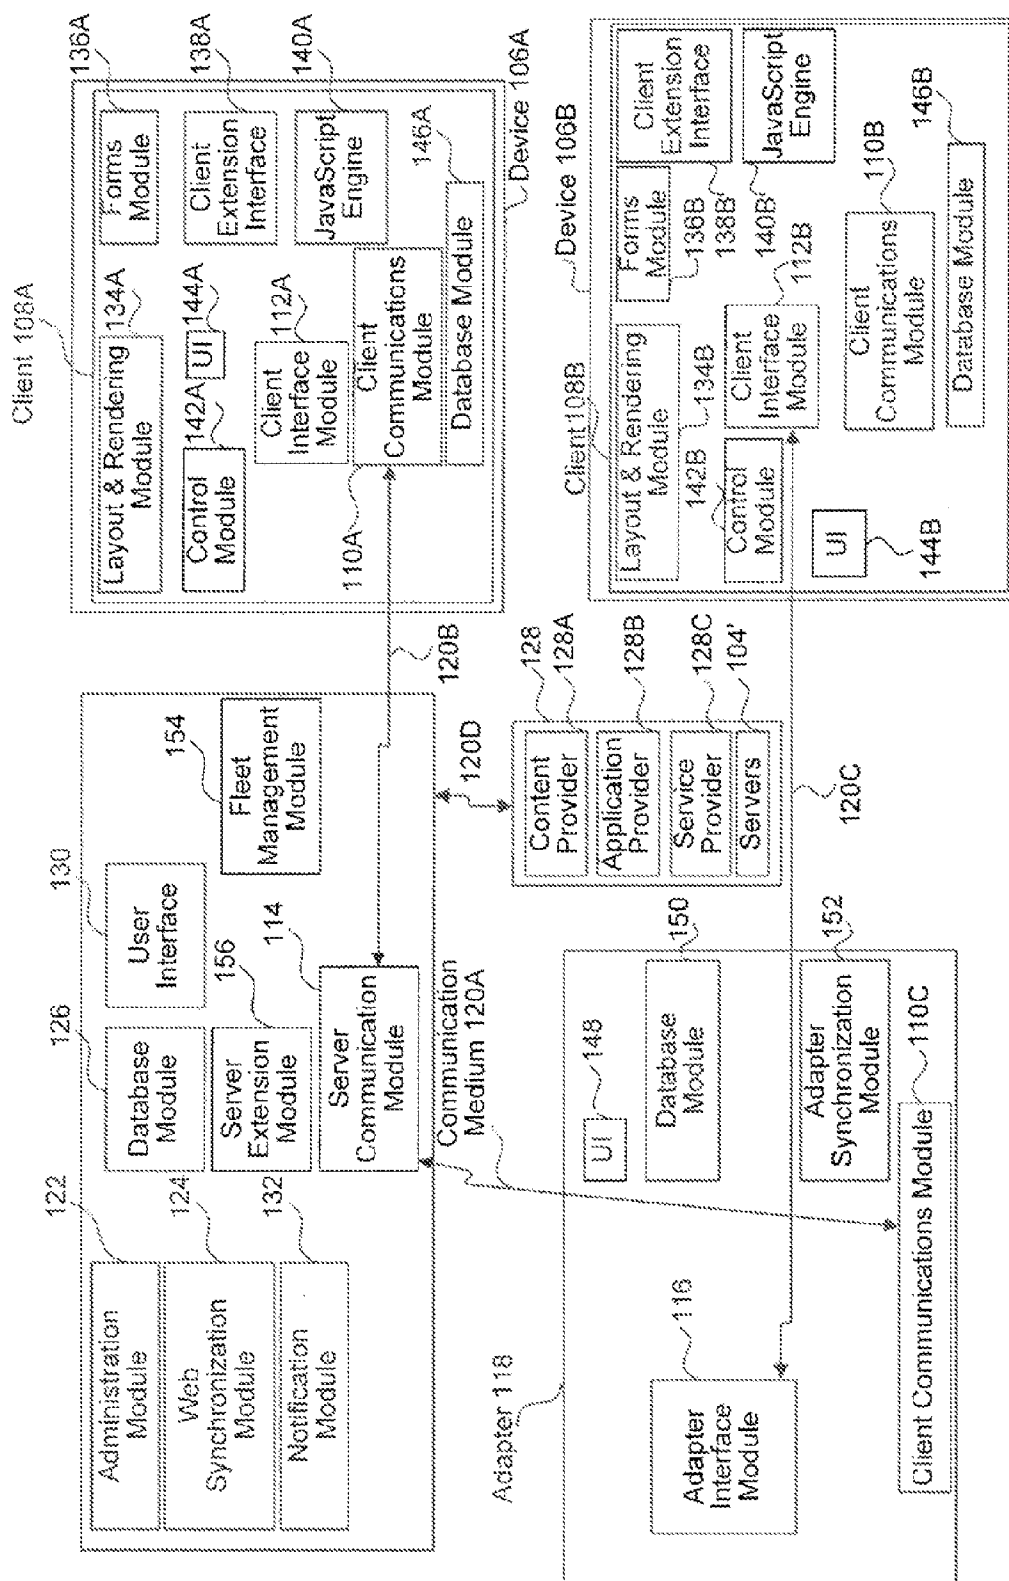 122
Administration
Module
124
Web
Synchronization
Module
132
Notification
Module
126
Database
Module
130
User
Interface
156
Server
Extension
Module
114
Server
Communication
Module
154
Fleet
Management
Module
Communication
Medium 120A
120D
120B
Client 108A
Layout & Rendering
Module
134A
136A
Forms
Module
142A
Control
Module
144A
UI
138A
Client
Extension
Interface
112A
Client
Interface
Module
140A
JavaScript
Engine
110A
Client
Communications
Module
146A
Database Module
Device 106A
128
128A
Content
Provider
128B
Application
Provider
128C
Service
Provider
104'
Servers
120C
Adapter 118
148
UI
150
Database
Module
116
Adapter
Interface
Module
152
Adapter
Synchronization
Module
110C
Client Communications Module
Device 106B
Client 108B
Layout & Rendering
Module
134B
Forms
Module
136B
Client
Extension
Interface
138B
142B
Control
Module
Client
Interface
Module
112B
140B
JavaScript
Engine
UI
144B
Client
Communications
Module
110B
Database Module
146B